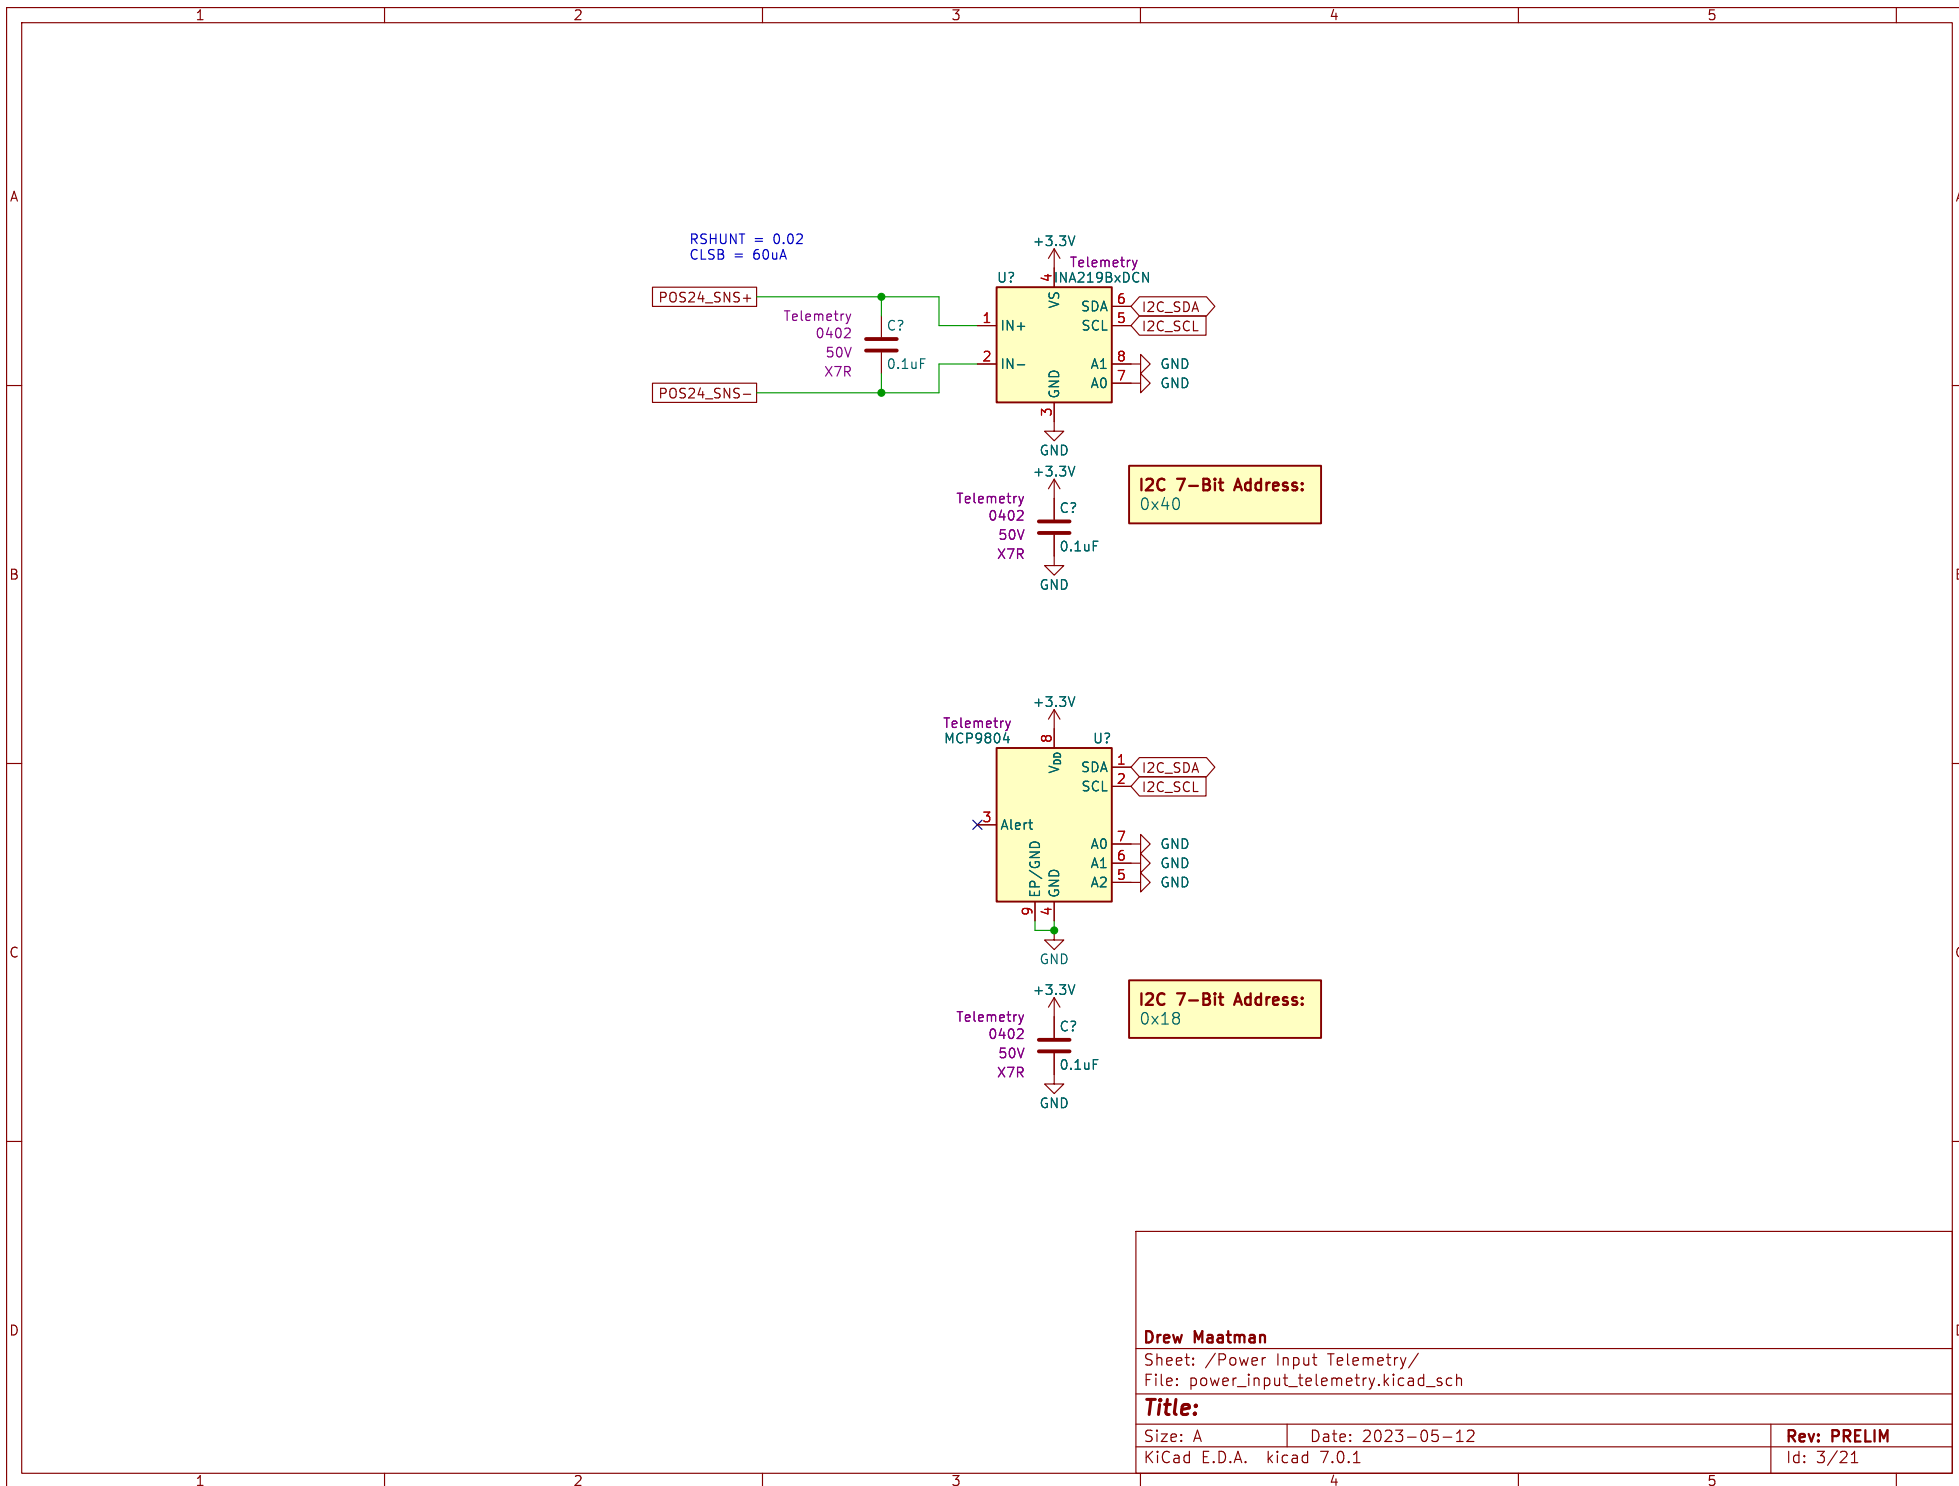 1 2 3 4 5
A
RSHUNT = 0.02
CLSB = 60uA
+3.3V
Telemetry
U? INA219BxDCN
4
VS
POS24_SNS+
SDA 6 I2C_SDA
Telemetry
C?
1 IN+
SCL 5 I2C_SCL
0402
50V
0.1uF
2 IN-
A1 8 GND
X7R
GND
A0 7 GND
POS24_SNS-
3
GND
+3.3V
I2C 7-Bit Address:
0x40
Telemetry
C?
0402
50V
0.1uF
X7R
GND
B
+3.3V
Telemetry
MCP9804 U?
8
VDD
SDA 1 I2C_SDA
SCL 2 I2C_SCL
3 Alert
A0 7 GND
A1 6 GND
EP/GND
GND
A2 5 GND
9 4
GND
C
+3.3V
I2C 7-Bit Address:
0x18
Telemetry
C?
0402
50V
0.1uF
X7R
GND
D
Drew Maatman
Sheet: /Power Input Telemetry/
File: power_input_telemetry.kicad_sch
Title:
Size: A Date: 2023-05-12 Rev: PRELIM
KiCad E.D.A. kicad 7.0.1 Id: 3/21
1 2 3 4 5